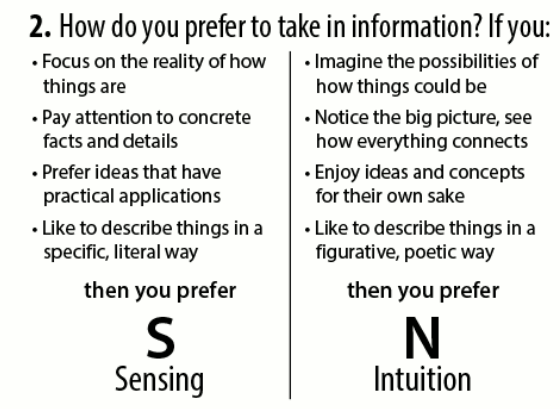 2. How do you prefer to take in information? If you:
• Focus on the reality of how
things are
• Pay attention to concrete
facts and details
• Prefer ideas that have
practical applications
• Like to describe things in a
specific, literal way
then you prefer
S
Sensing
• Imagine the possibilities of
how things could be
• Notice the big picture, see
how everything connects
• Enjoy ideas and concepts
for their own sake
• Like to describe things in a
figurative, poetic way
then you prefer
N
Intuition